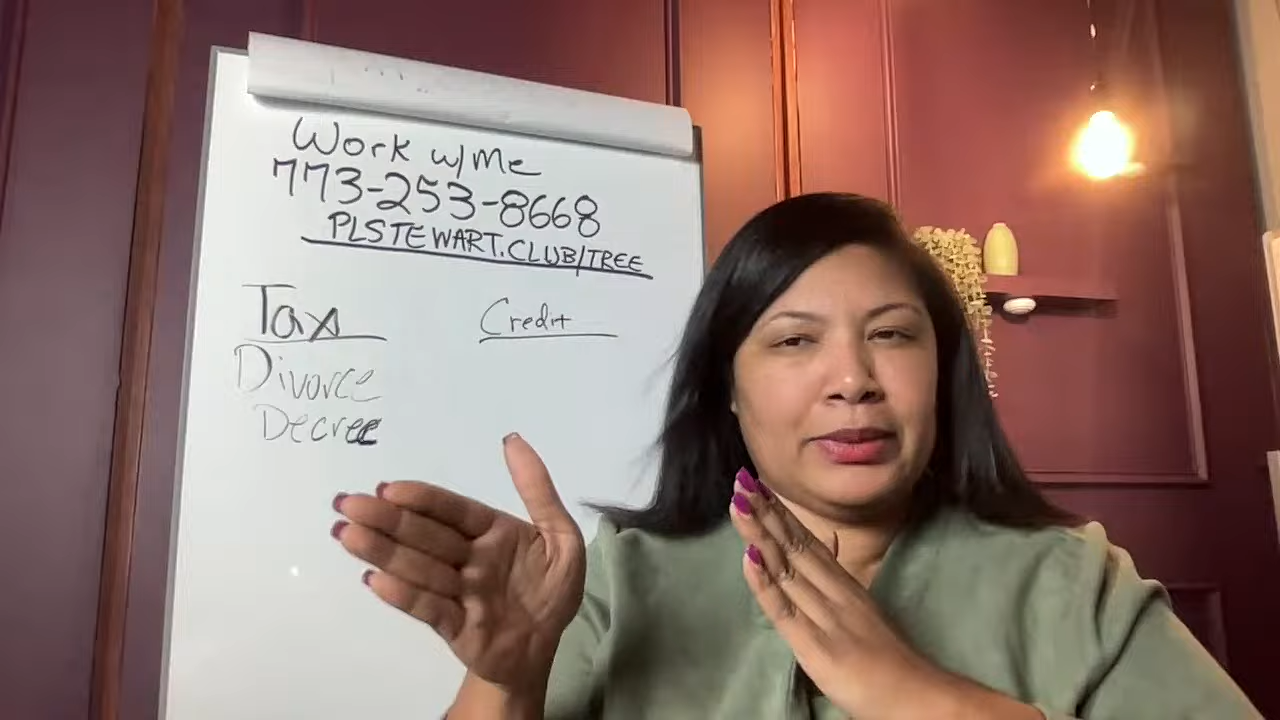 Work w/Me
773-253-8668
PLSTEWART.CLUB/TREE
Tax
Credit
Divorce
Decree